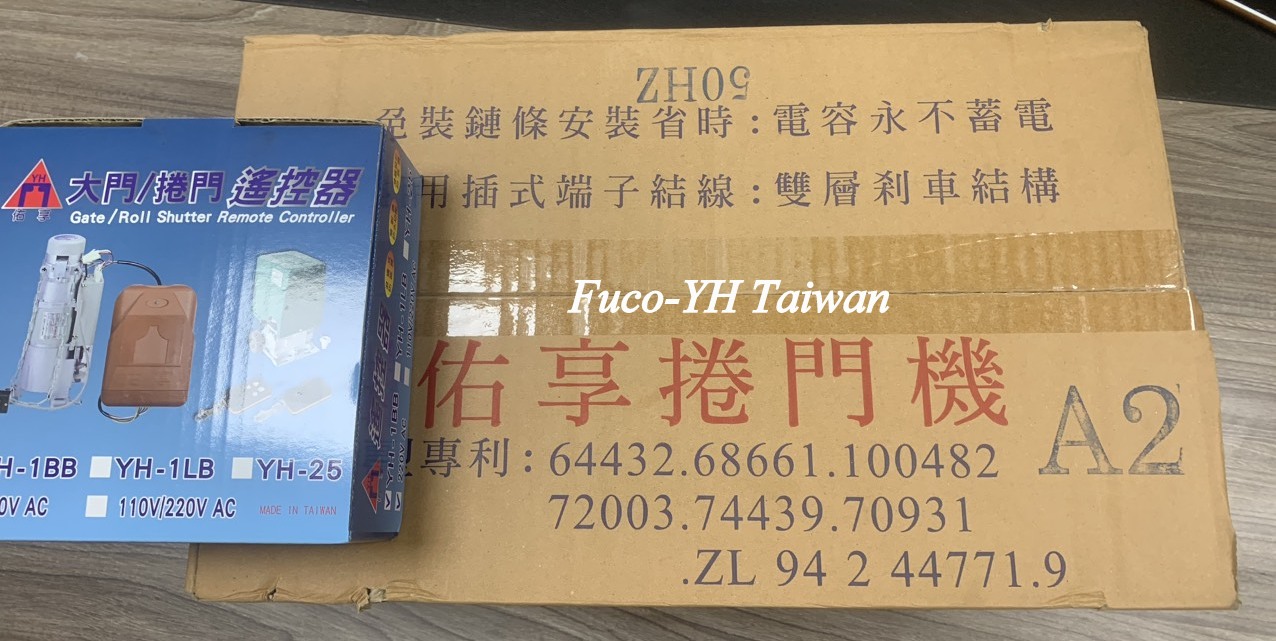 50HZ
免裝鏈條安裝省時：電容永不蓄電
用插式端子結線：雙層剎車結構
Fuco-YH Taiwan
佑享捲門機
A2
專利：64432.68661.100482
72003.74439.70931
.ZL 94 2 44771.9
YH
佑享
大門/捲門 遙控器
Gate/Roll Shutter Remote Controller
H-1BB YH-1LB YH-25
0V AC 110V/220V AC MADE IN TAIWAN